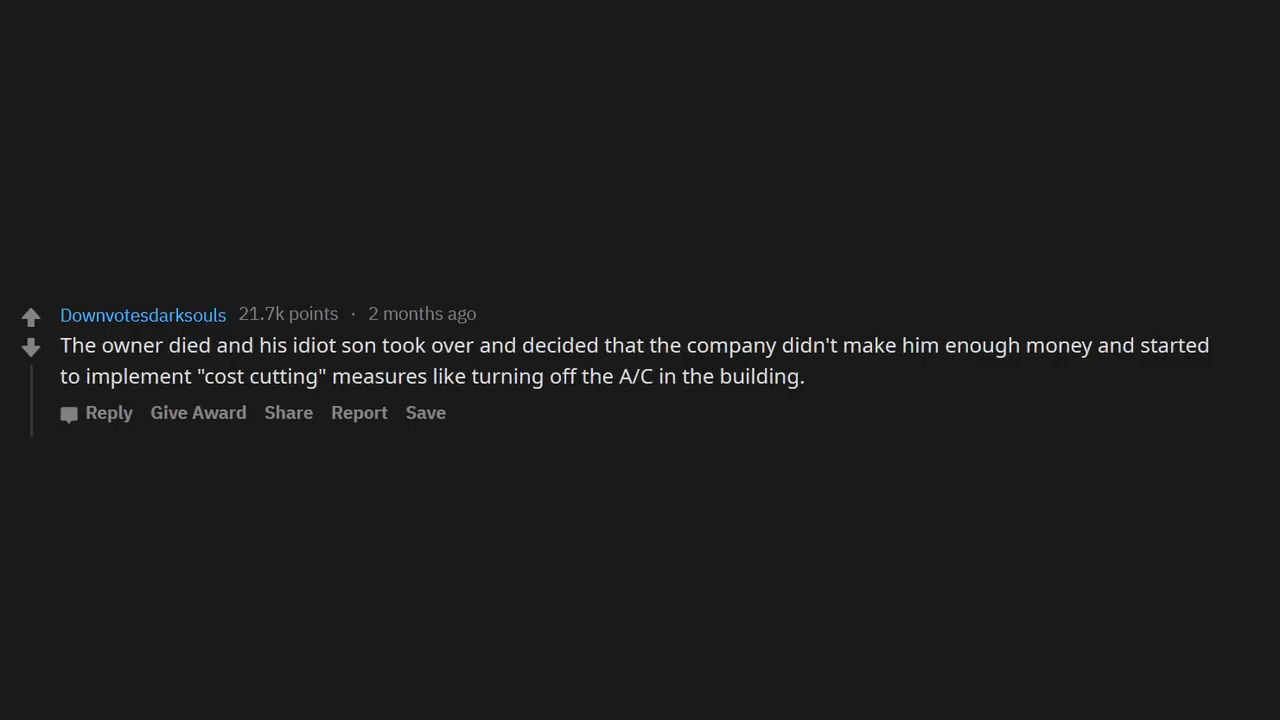 Downvotesdarksouls 21.7k points · 2 months ago
The owner died and his idiot son took over and decided that the company didn't make him enough money and started
to implement "cost cutting" measures like turning off the A/C in the building.
Reply Give Award Share Report Save